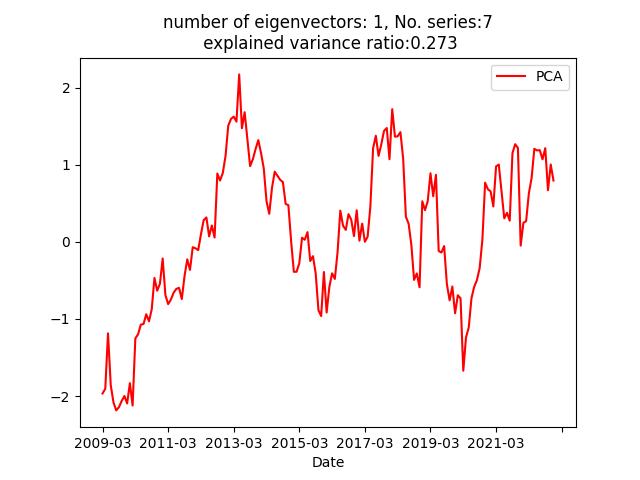 number of eigenvectors: 1, No. series:7
explained variance ratio:0.273
PCA
2
1
0
−1
−2
2009-03 2011-03 2013-03 2015-03 2017-03 2019-03 2021-03
Date